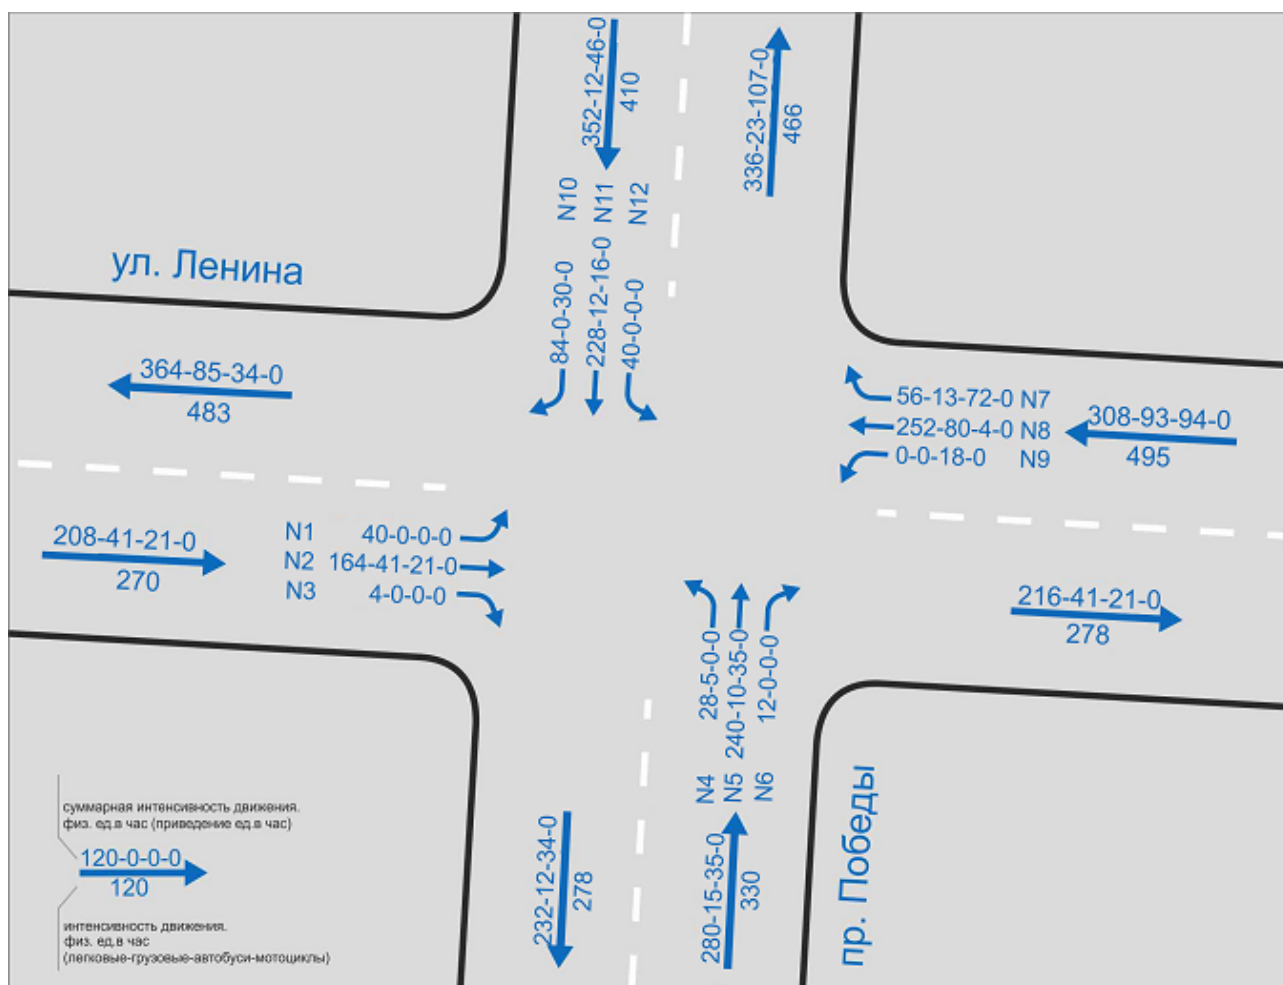 352-12-46-0
410
336-23-107-0
466
N10
N11
N12
ул. Ленина
84-0-30-0
228-12-16-0
40-0-0-0
364-85-34-0
483
56-13-72-0 N7
252-80-4-0 N8
0-0-18-0 N9
308-93-94-0
495
208-41-21-0
270
N1 40-0-0-0
N2 164-41-21-0
N3 4-0-0-0
216-41-21-0
278
28-5-0-0
240-10-35-0
12-0-0-0
N4
N5
N6
232-12-34-0
278
280-15-35-0
330
пр. Победы
суммарная интенсивность движения.
физ. ед.в час (приведение ед.в час)
120-0-0-0
120
интенсивность движения.
физ. ед.в час
(легковые-грузовые-автобуси-мотоциклы)